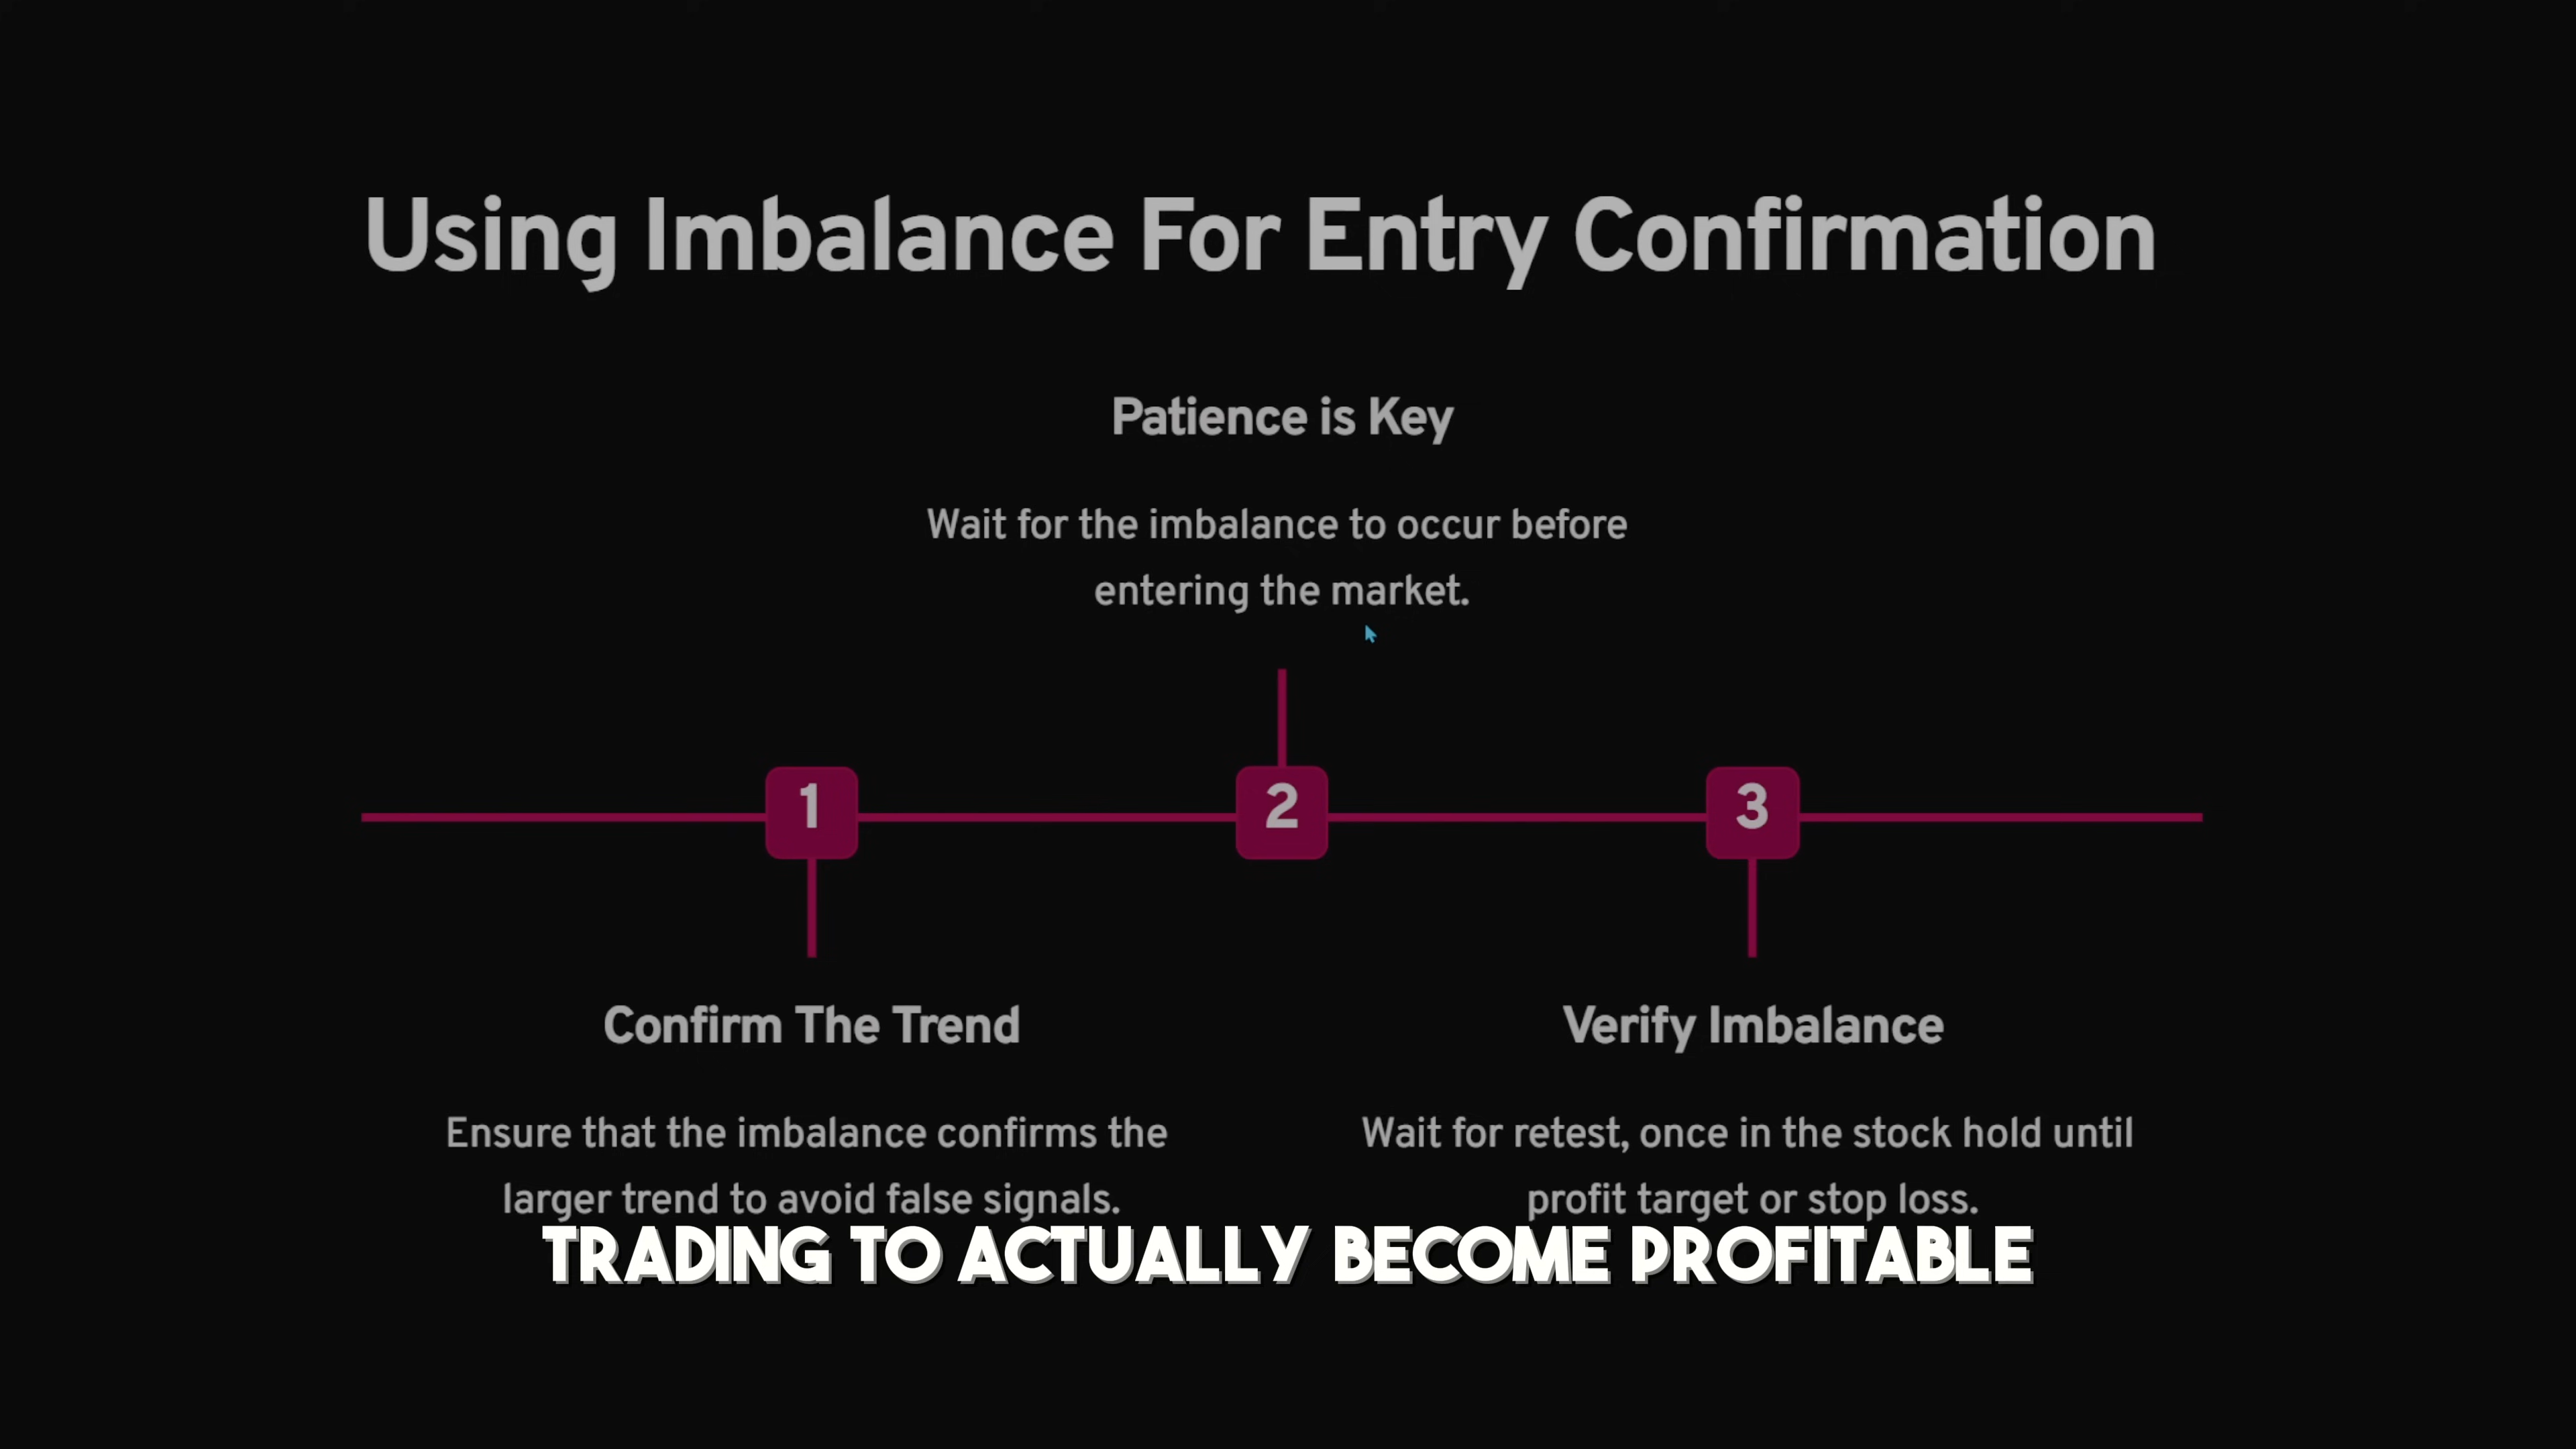 Using Imbalance For Entry Confirmation
Patience is Key
Wait for the imbalance to occur before
entering the market.
1
2
3
Confirm The Trend
Ensure that the imbalance confirms the
larger trend to avoid false signals.
Verify Imbalance
Wait for retest, once in the stock hold until
profit target or stop loss.
TRADING TO ACTUALLY BECOME PROFITABLE